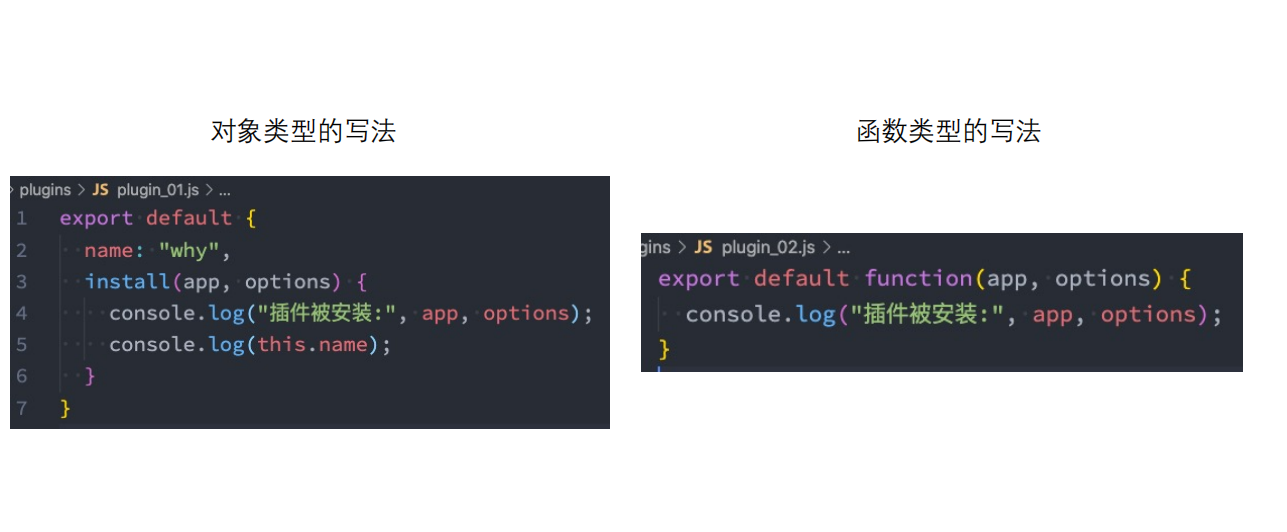 对象类型的写法
plugins > JS plugin_01.js > ...
1 export default {
2 name: "why",
3 install(app, options) {
4 console.log("插件被安装:", app, options);
5 console.log(this.name);
6 }
7 }
函数类型的写法
gins > JS plugin_02.js > ...
export default function(app, options) {
console.log("插件被安装:", app, options);
}